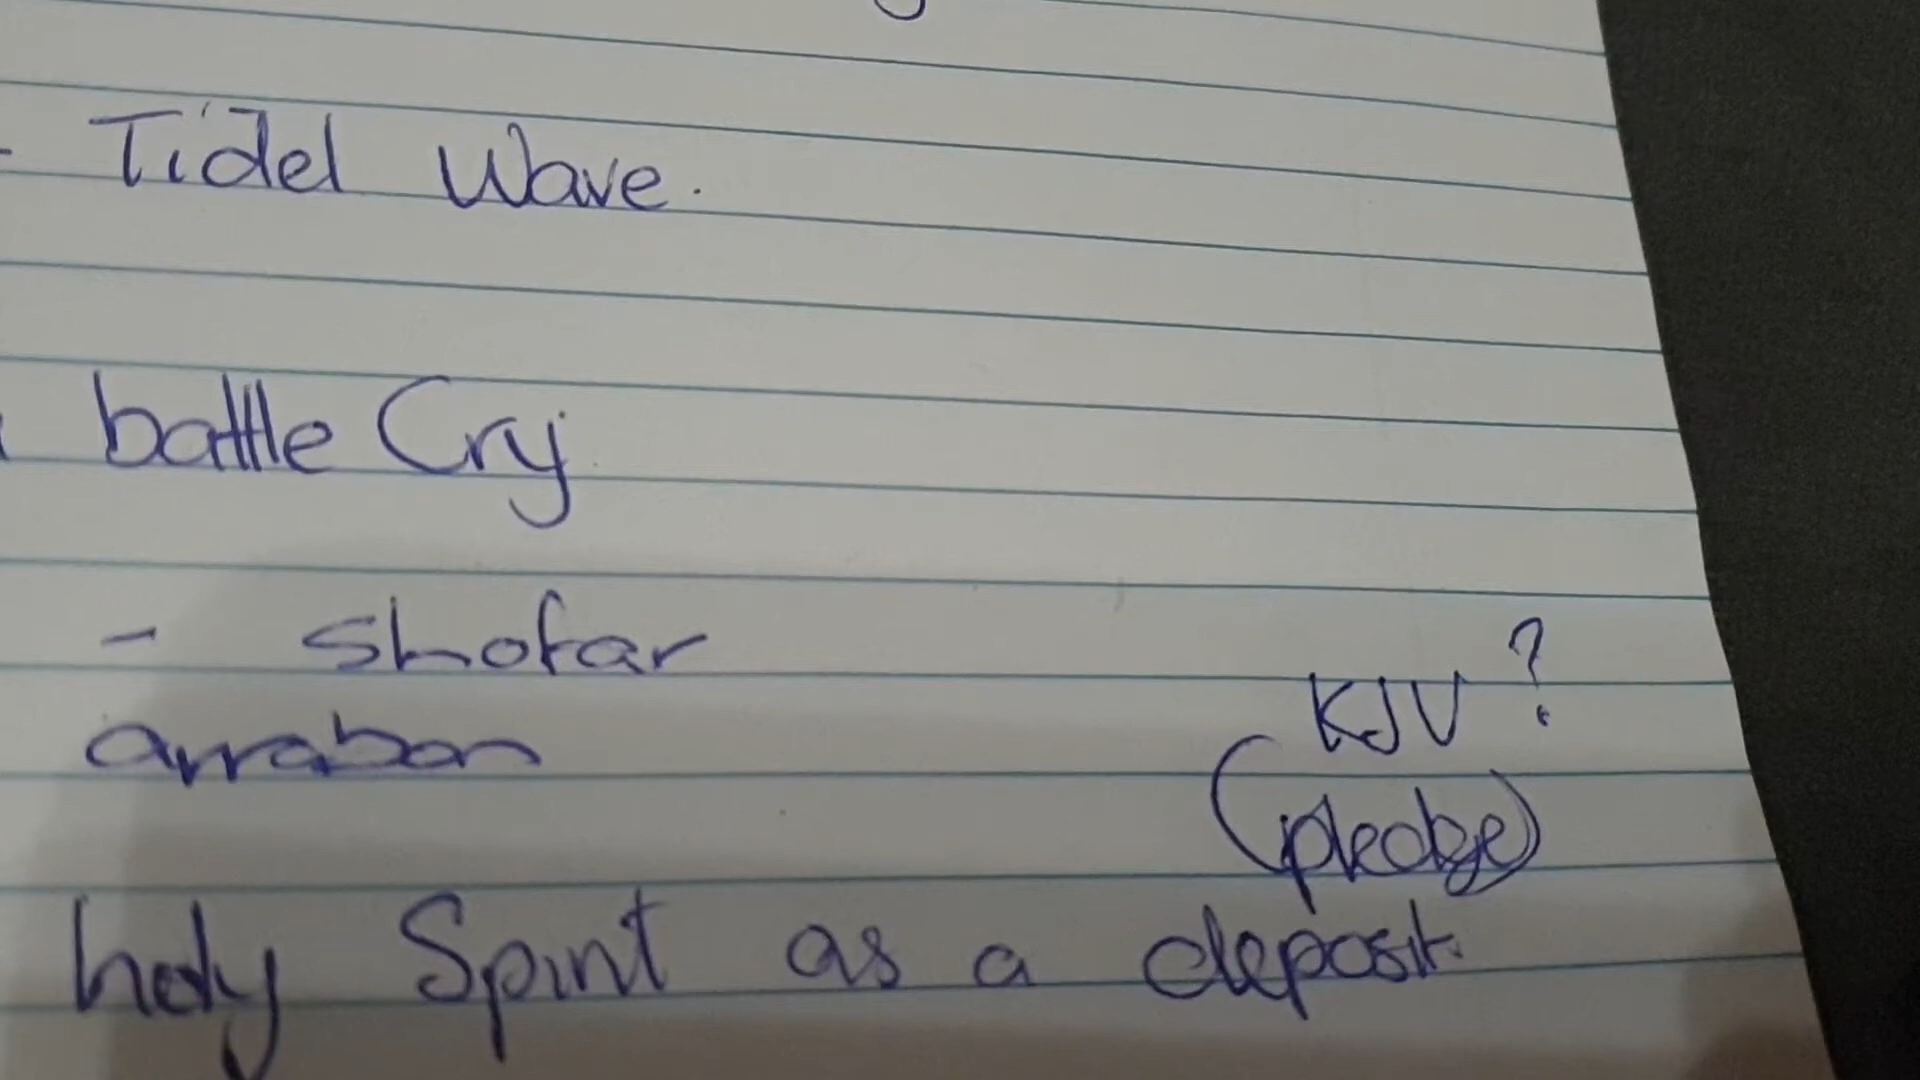 - Tidel Wave.
battle Cry
- Shofar
arrabon
KJV ?
(pledge)
holy Spirit as a deposit.